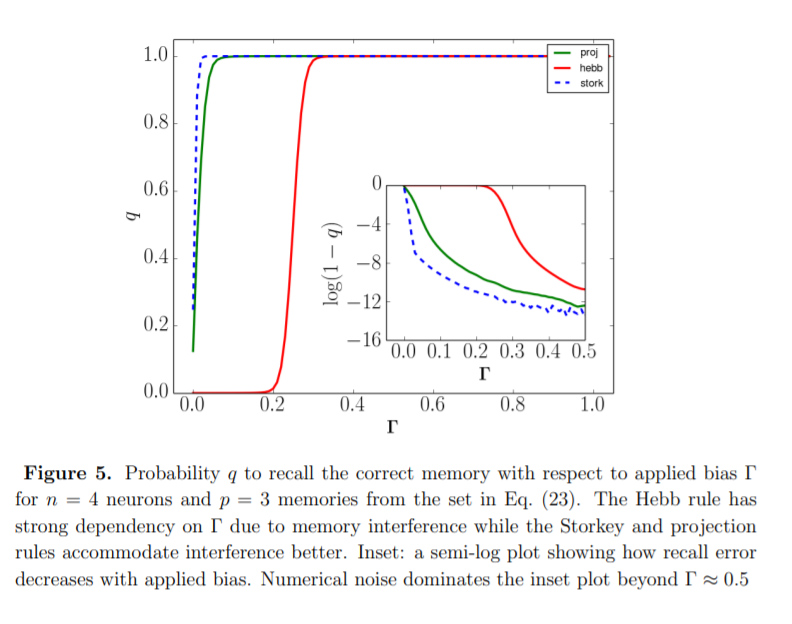 1.0
0.8
0.6
0.4
0.2
0.0
q
0.0 0.2 0.4 0.6 0.8 1.0
Γ
proj
hebb
stork
0
−4
−8
−12
−16
log(1 − q)
0.0 0.1 0.2 0.3 0.4 0.5
Γ
Figure 5. Probability q to recall the correct memory with respect to applied bias Γ
for n = 4 neurons and p = 3 memories from the set in Eq. (23). The Hebb rule has
strong dependency on Γ due to memory interference while the Storkey and projection
rules accommodate interference better. Inset: a semi-log plot showing how recall error
decreases with applied bias. Numerical noise dominates the inset plot beyond Γ ≈ 0.5